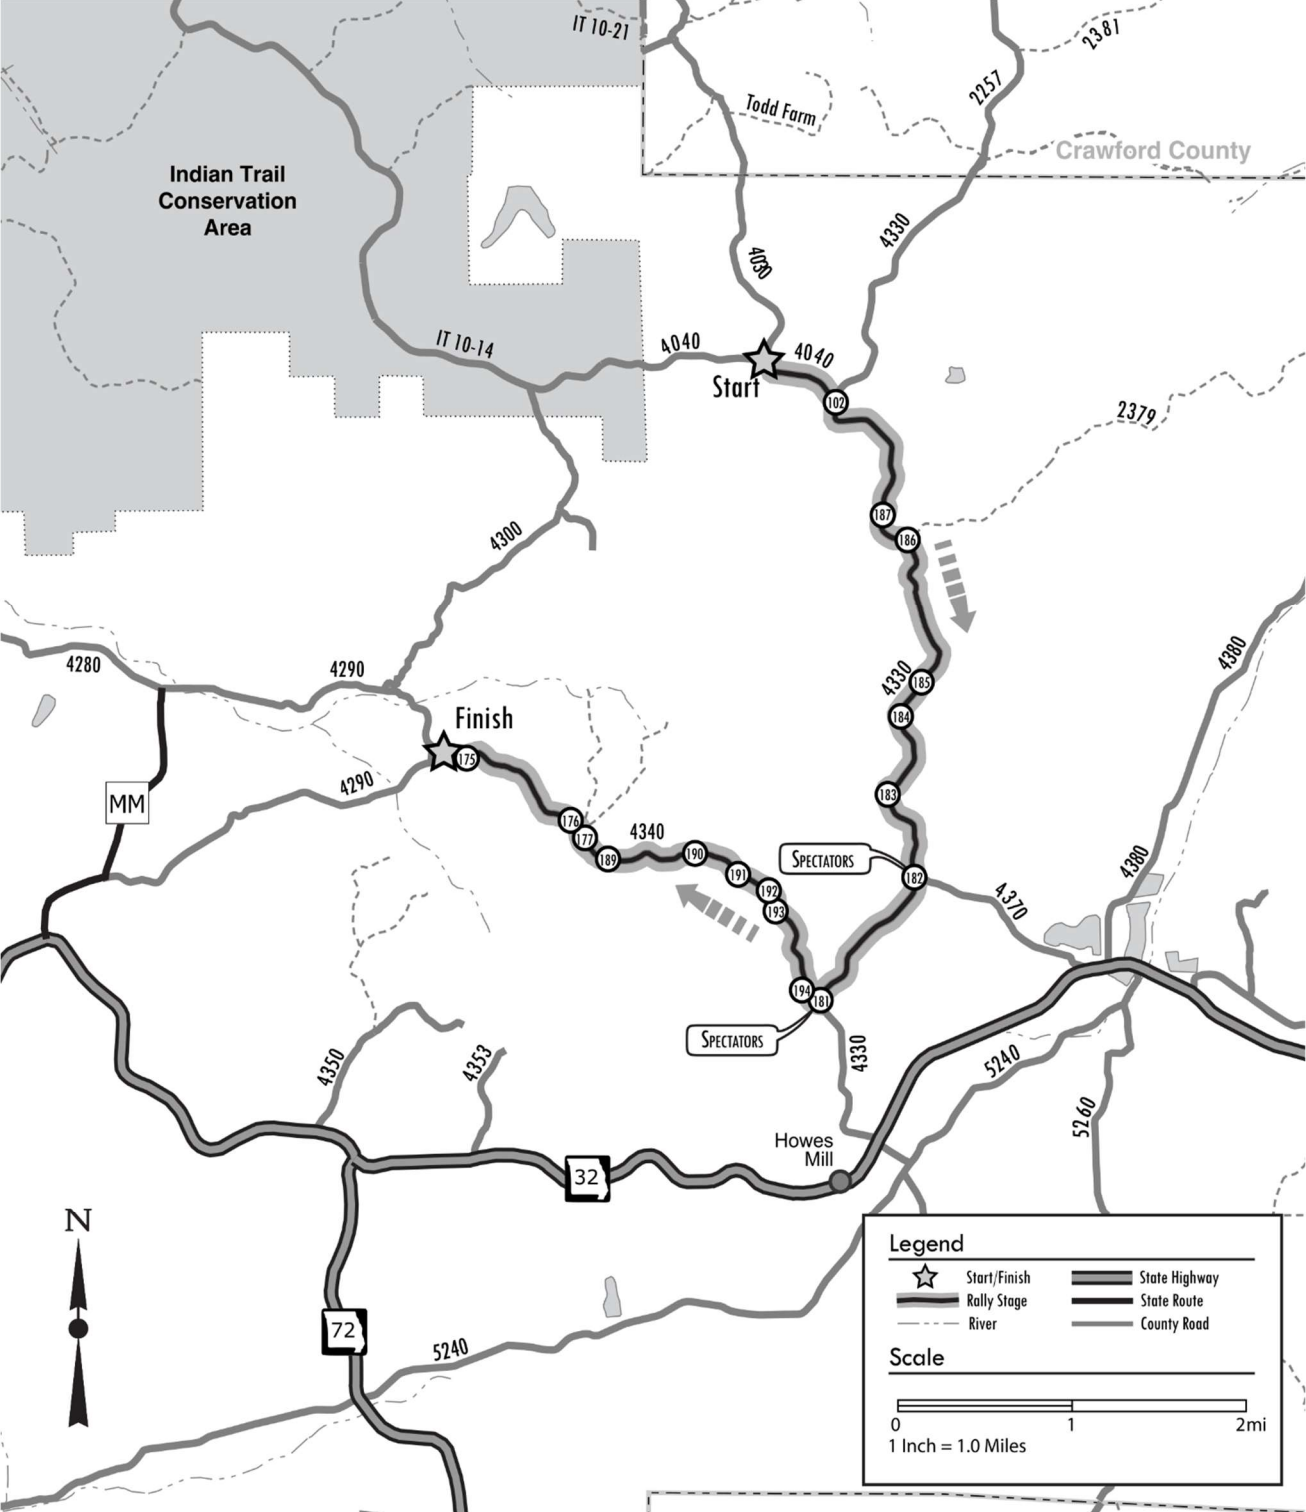 IT 10-21
2381
2257
Todd Farm
Crawford County
Indian Trail
Conservation
Area
4330
4030
IT 10-14
4040
4040
Start
102
2379
187
186
4300
4380
4280
4290
4330
185
184
Finish
175
4290
MM
183
176
177
4340
189
190
SPECTATORS
191
182
192
193
4370
4380
194
181
SPECTATORS
4330
4350
4353
5240
5260
Howes
Mill
32
N
72
5240
Legend
Start/Finish
State Highway
Rally Stage
State Route
River
County Road
Scale
0 1 2mi
1 Inch = 1.0 Miles